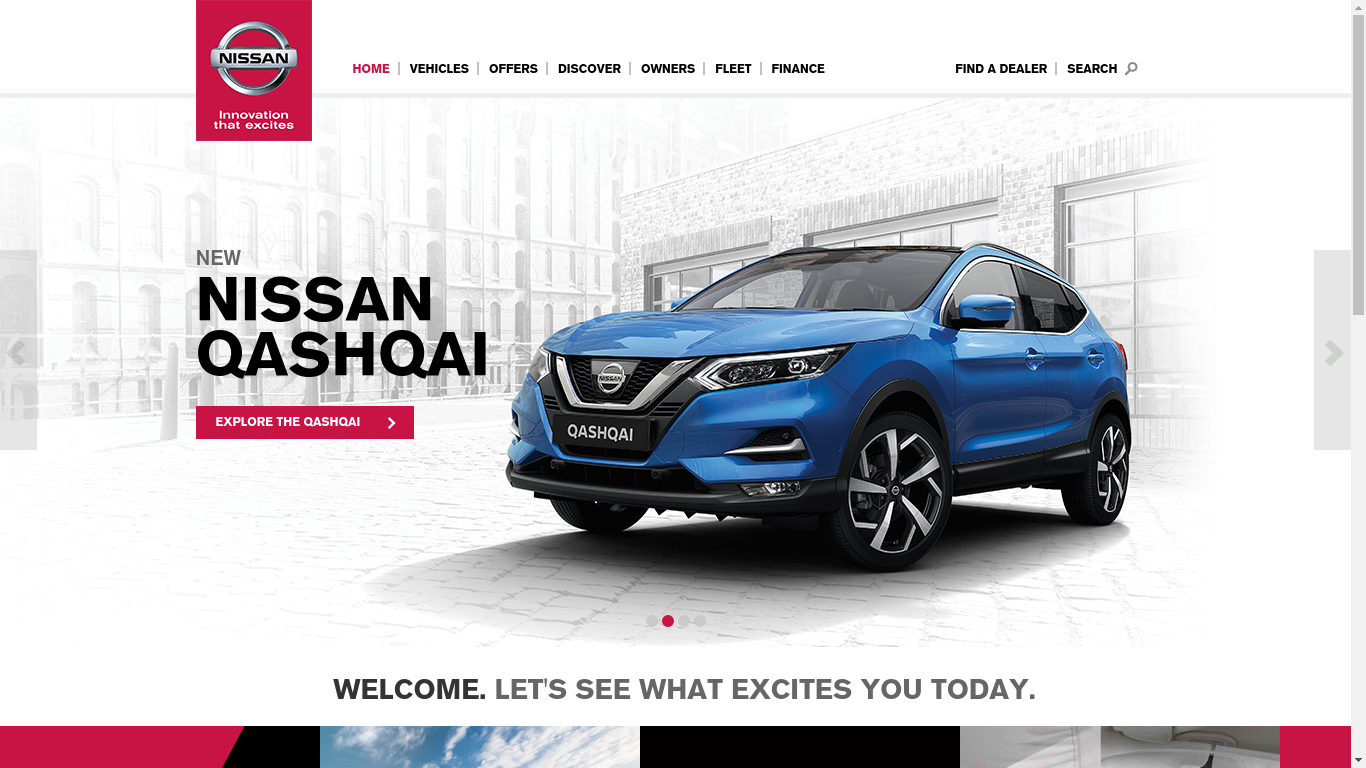 NISSAN
Innovation
that excites
HOME
VEHICLES
OFFERS
DISCOVER
OWNERS
FLEET
FINANCE
FIND A DEALER
SEARCH
NEW
NISSAN
QASHQAI
EXPLORE THE QASHQAI
NISSAN
QASHQAI
WELCOME. LET'S SEE WHAT EXCITES YOU TODAY.